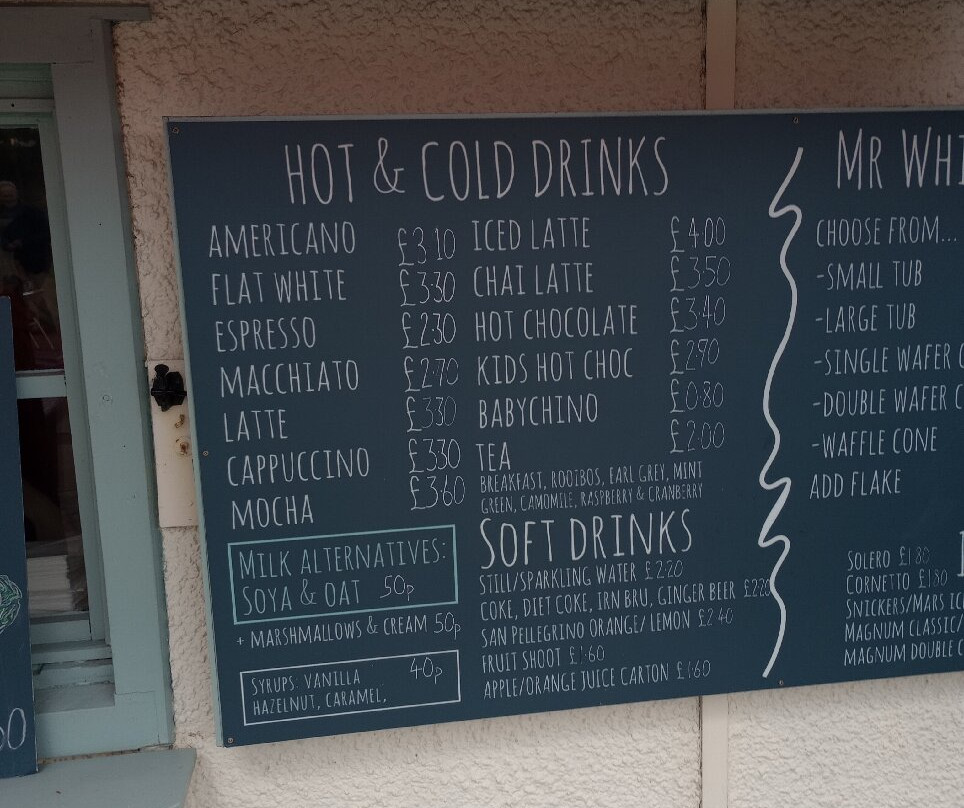 HOT & COLD DRINKS
AMERICANO £3.10
FLAT WHITE £3.30
ESPRESSO £2.30
MACCHIATO £2.70
LATTE £3.30
CAPPUCCINO £3.30
MOCHA £3.60
MILK ALTERNATIVES:
SOYA & OAT 50p
+ MARSHMALLOWS & CREAM 50p
SYRUPS: VANILLA 40p
HAZELNUT, CARAMEL,
ICED LATTE £4.00
CHAI LATTE £3.50
HOT CHOCOLATE £3.40
KIDS HOT CHOC £2.90
BABYCHINO £0.80
TEA £2.00
BREAKFAST, ROOIBOS, EARL GREY, MINT
GREEN, CAMOMILE, RASPBERRY & CRANBERRY
SOFT DRINKS
STILL/SPARKLING WATER £2.20
COKE, DIET COKE, IRN BRU, GINGER BEER £2.20
SAN PELLEGRINO ORANGE/ LEMON £2.40
FRUIT SHOOT £1.60
APPLE/ORANGE JUICE CARTON £1.60
MR WHI
CHOOSE FROM...
-SMALL TUB
-LARGE TUB
-SINGLE WAFER C
-DOUBLE WAFER C
-WAFFLE CONE
ADD FLAKE
SOLERO £1.80
CORNETTO £1.80
SNICKERS/MARS IC
MAGNUM CLASSIC/
MAGNUM DOUBLE C